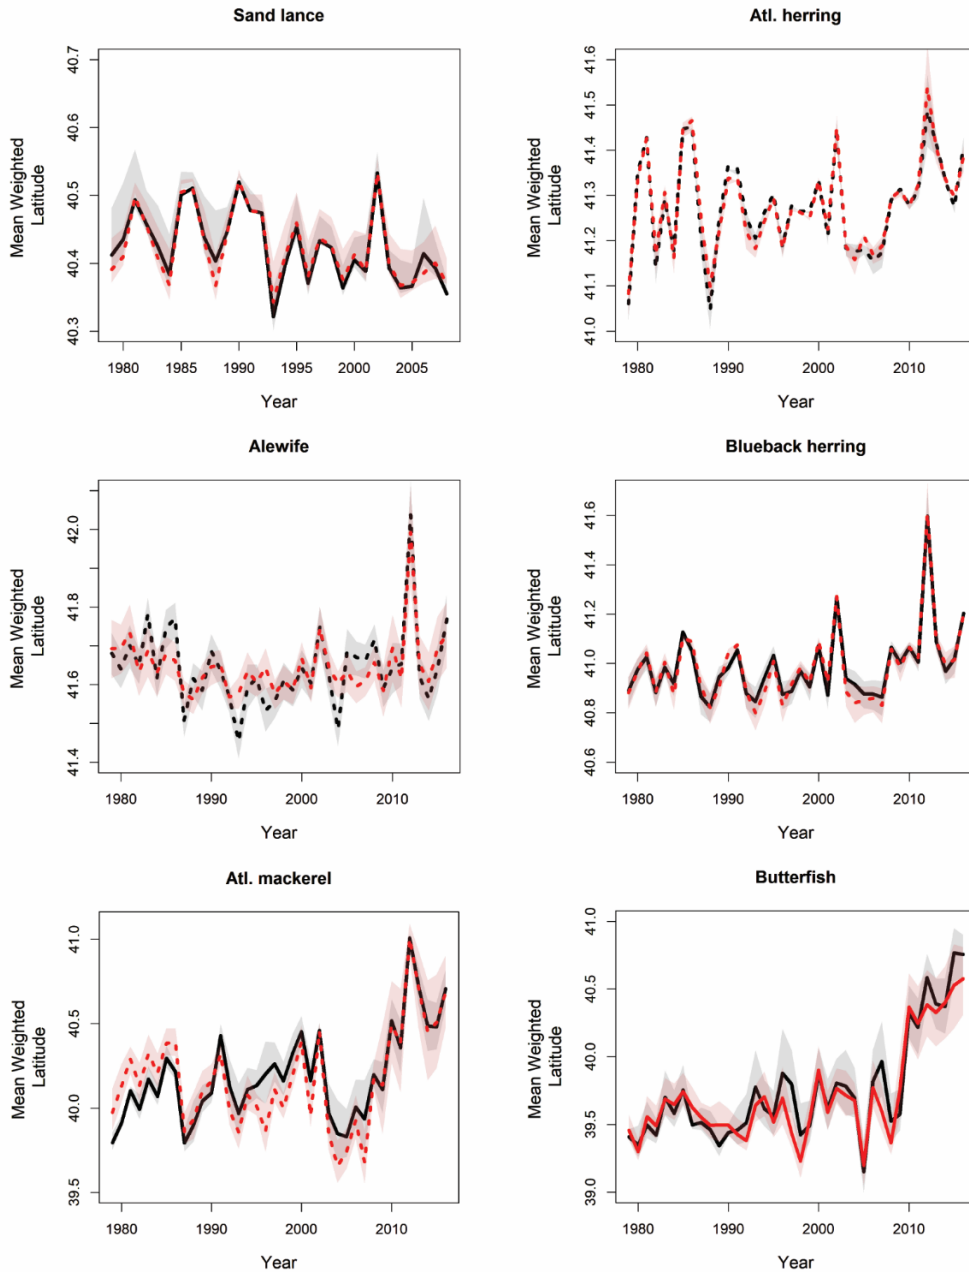 Sand lance
Mean Weighted
Latitude
40.7
40.6
40.5
40.4
40.3
1980 1985 1990 1995 2000 2005
Year
Atl. herring
Mean Weighted
Latitude
41.6
41.5
41.4
41.3
41.2
41.1
41.0
1980 1990 2000 2010
Year
Alewife
Mean Weighted
Latitude
42.0
41.8
41.6
41.4
1980 1990 2000 2010
Year
Blueback herring
Mean Weighted
Latitude
41.6
41.4
41.2
41.0
40.8
40.6
1980 1990 2000 2010
Year
Atl. mackerel
Mean Weighted
Latitude
41.0
40.5
40.0
39.5
1980 1990 2000 2010
Year
Butterfish
Mean Weighted
Latitude
41.0
40.5
40.0
39.5
39.0
1980 1990 2000 2010
Year